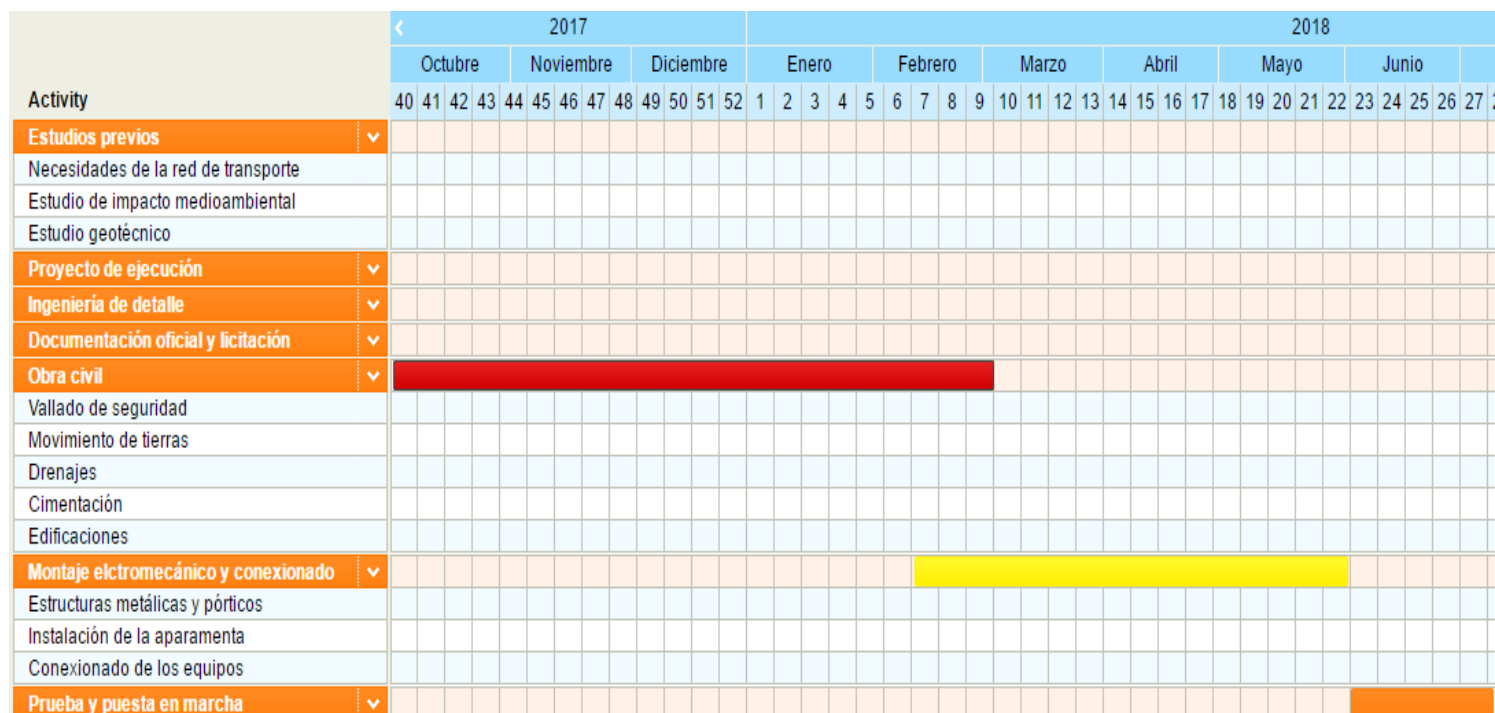 2017 2018
Octubre Noviembre Diciembre Enero Febrero Marzo Abril Mayo Junio
Activity 40 41 42 43 44 45 46 47 48 49 50 51 52 1 2 3 4 5 6 7 8 9 10 11 12 13 14 15 16 17 18 19 20 21 22 23 24 25 26 27
Estudios previos
Necesidades de la red de transporte
Estudio de impacto medioambiental
Estudio geotécnico
Proyecto de ejecución
Ingeniería de detalle
Documentación oficial y licitación
Obra civil
Vallado de seguridad
Movimiento de tierras
Drenajes
Cimentación
Edificaciones
Montaje elctromecánico y conexionado
Estructuras metálicas y pórticos
Instalación de la aparamenta
Conexionado de los equipos
Prueba y puesta en marcha